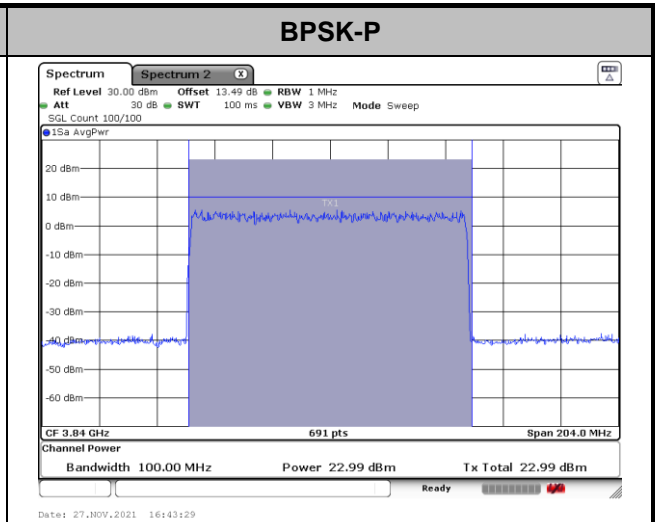 BPSK-P
Spectrum Spectrum 2 X
Ref Level 30.00 dBm Offset 13.49 dB RBW 1 MHz
Att 30 dB SWT 100 ms VBW 3 MHz Mode Sweep
SGL Count 100/100
1Sa AvgPwr
20 dBm
10 dBm
TX1
0 dBm
-10 dBm
-20 dBm
-30 dBm
-40 dBm
-50 dBm
-60 dBm
CF 3.84 GHz 691 pts Span 204.0 MHz
Channel Power
Bandwidth 100.00 MHz Power 22.99 dBm Tx Total 22.99 dBm
Ready
Date: 27.NOV.2021 16:43:29